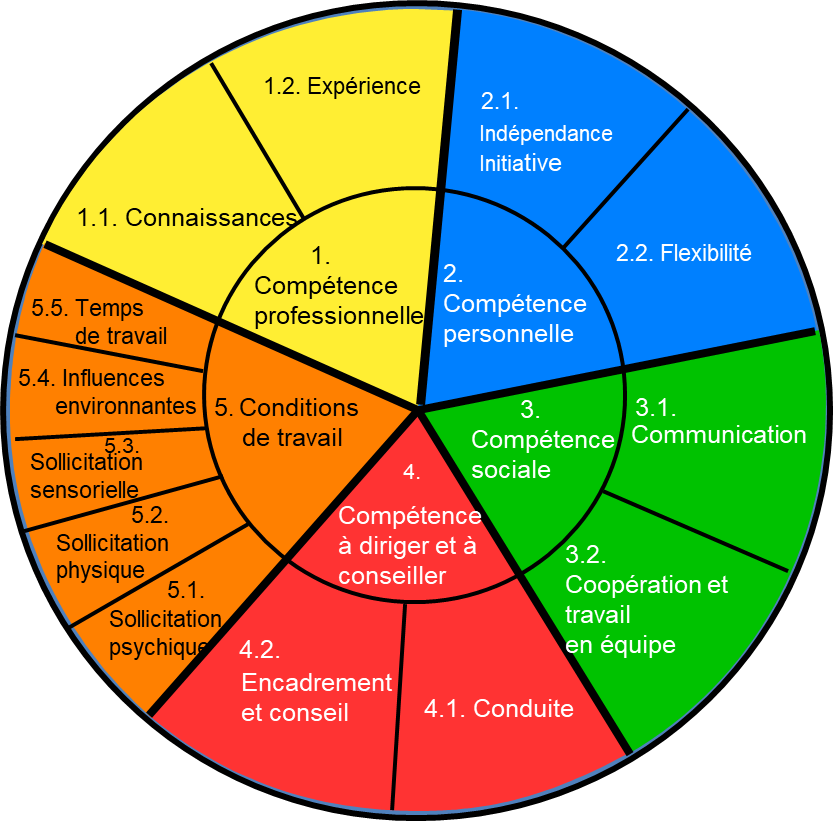 1.
Compétence
professionnelle
1.1. Connaissances
1.2. Expérience
2.
Compétence
personnelle
2.1.
Indépendance
Initiative
2.2. Flexibilité
3.
Compétence
sociale
3.1.
Communication
3.2.
Coopération et
travail
en équipe
4.
Compétence
à diriger et à
conseiller
4.1. Conduite
4.2.
Encadrement
et conseil
5. Conditions
de travail
5.1.
Sollicitation
psychique
5.2.
Sollicitation
physique
5.3.
Sollicitation
sensorielle
5.4. Influences
environnantes
5.5. Temps
de travail